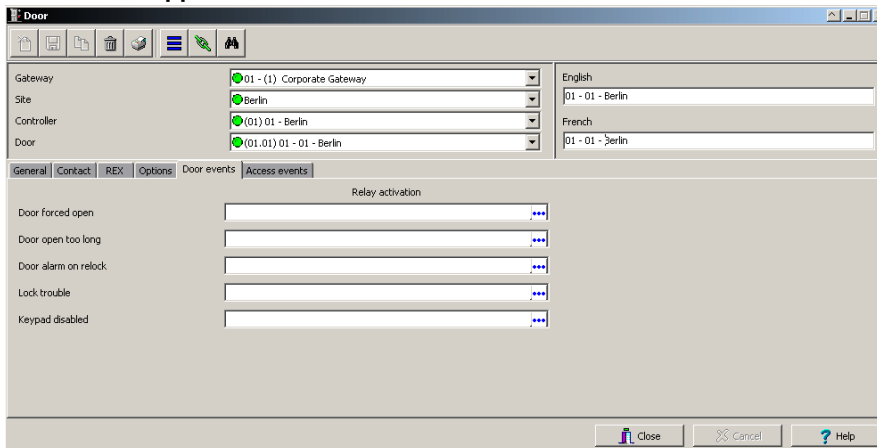 Door
Gateway
01 - (1) Corporate Gateway
English
Site
Berlin
01 - 01 - Berlin
Controller
(01) 01 - Berlin
French
Door
(01.01) 01 - 01 - Berlin
01 - 01 - Berlin
General Contact REX Options Door events Access events
Relay activation
Door forced open
Door open too long
Door alarm on relock
Lock trouble
Keypad disabled
Close Cancel Help